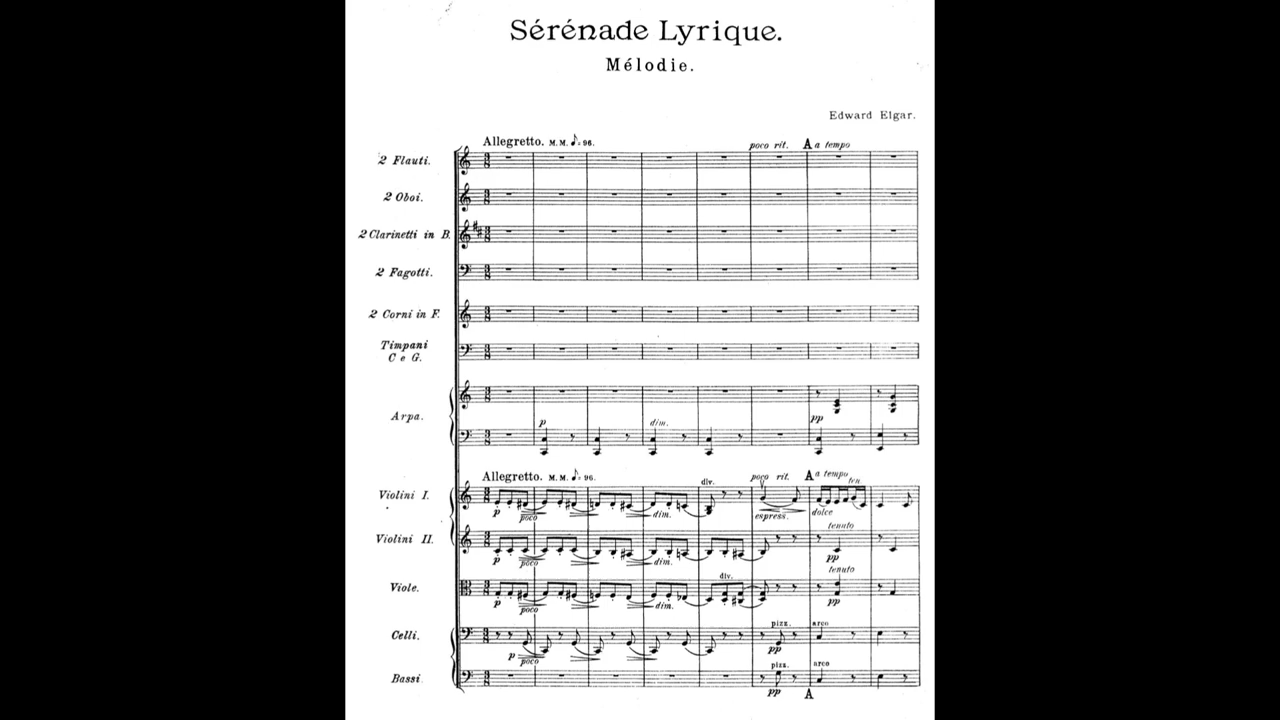 Sérénade Lyrique.
Mélodie.
Edward Elgar.
Allegretto. M.M. ♪= 96.
poco rit. A a tempo
2 Flauti.
2 Oboi.
2 Clarinetti in B.
2 Fagotti.
2 Corni in F.
Timpani
C e G.
Arpa.
p dim. pp
Allegretto. M.M. ♪= 96.
div. poco rit. A a tempo
ten.
Violini I.
p poco dim. espress. dolce
tenuto
Violini II.
p poco dim. pp
div. tenuto
Viole.
p poco dim. pp
pizz. arco
Celli.
p poco pp
pizz. arco
Bassi.
pp A